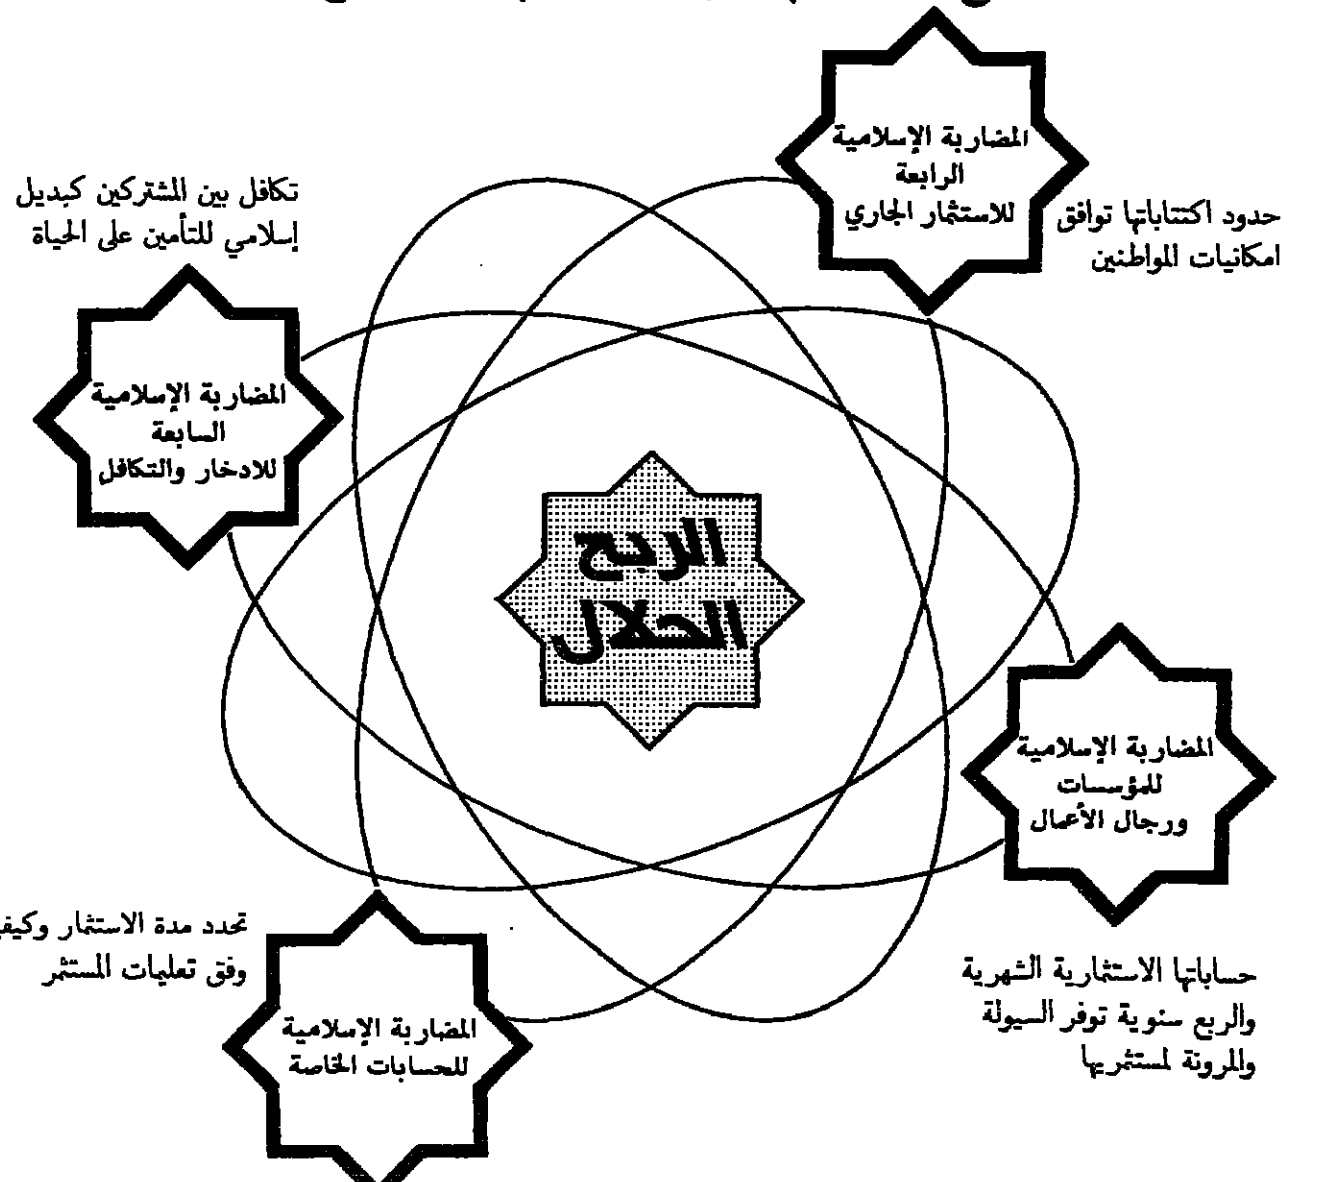 المضاربة الإسلامية
الرابعة
للاستثمار الجاري
حدود اكتتاباتها توافق
امكانيات المواطنين
تكافل بين المشتركين كبديل
إسلامي للتأمين على الحياة
المضاربة الإسلامية
السابعة
للادخار والتكافل
الربح
الحلال
المضاربة الإسلامية
للمؤسسات
ورجال الأعمال
حساباتها الاستثمارية الشهرية
والربع سنوية توفر السيولة
والمرونة لمستثمريها
تحدد مدة الاستثمار
وفق تعليمات المستثمر
المضاربة الإسلامية
للحسابات الخاصة